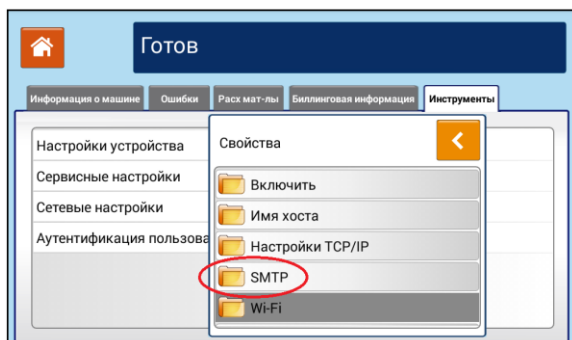 Готов
Информация о машине
Ошибки
Расх мат-лы
Биллинговая информация
Инструменты
Настройки устройства
Сервисные настройки
Сетевые настройки
Аутентификация пользова
Свойства
Включить
Имя хоста
Настройки TCP/IP
SMTP
Wi-Fi